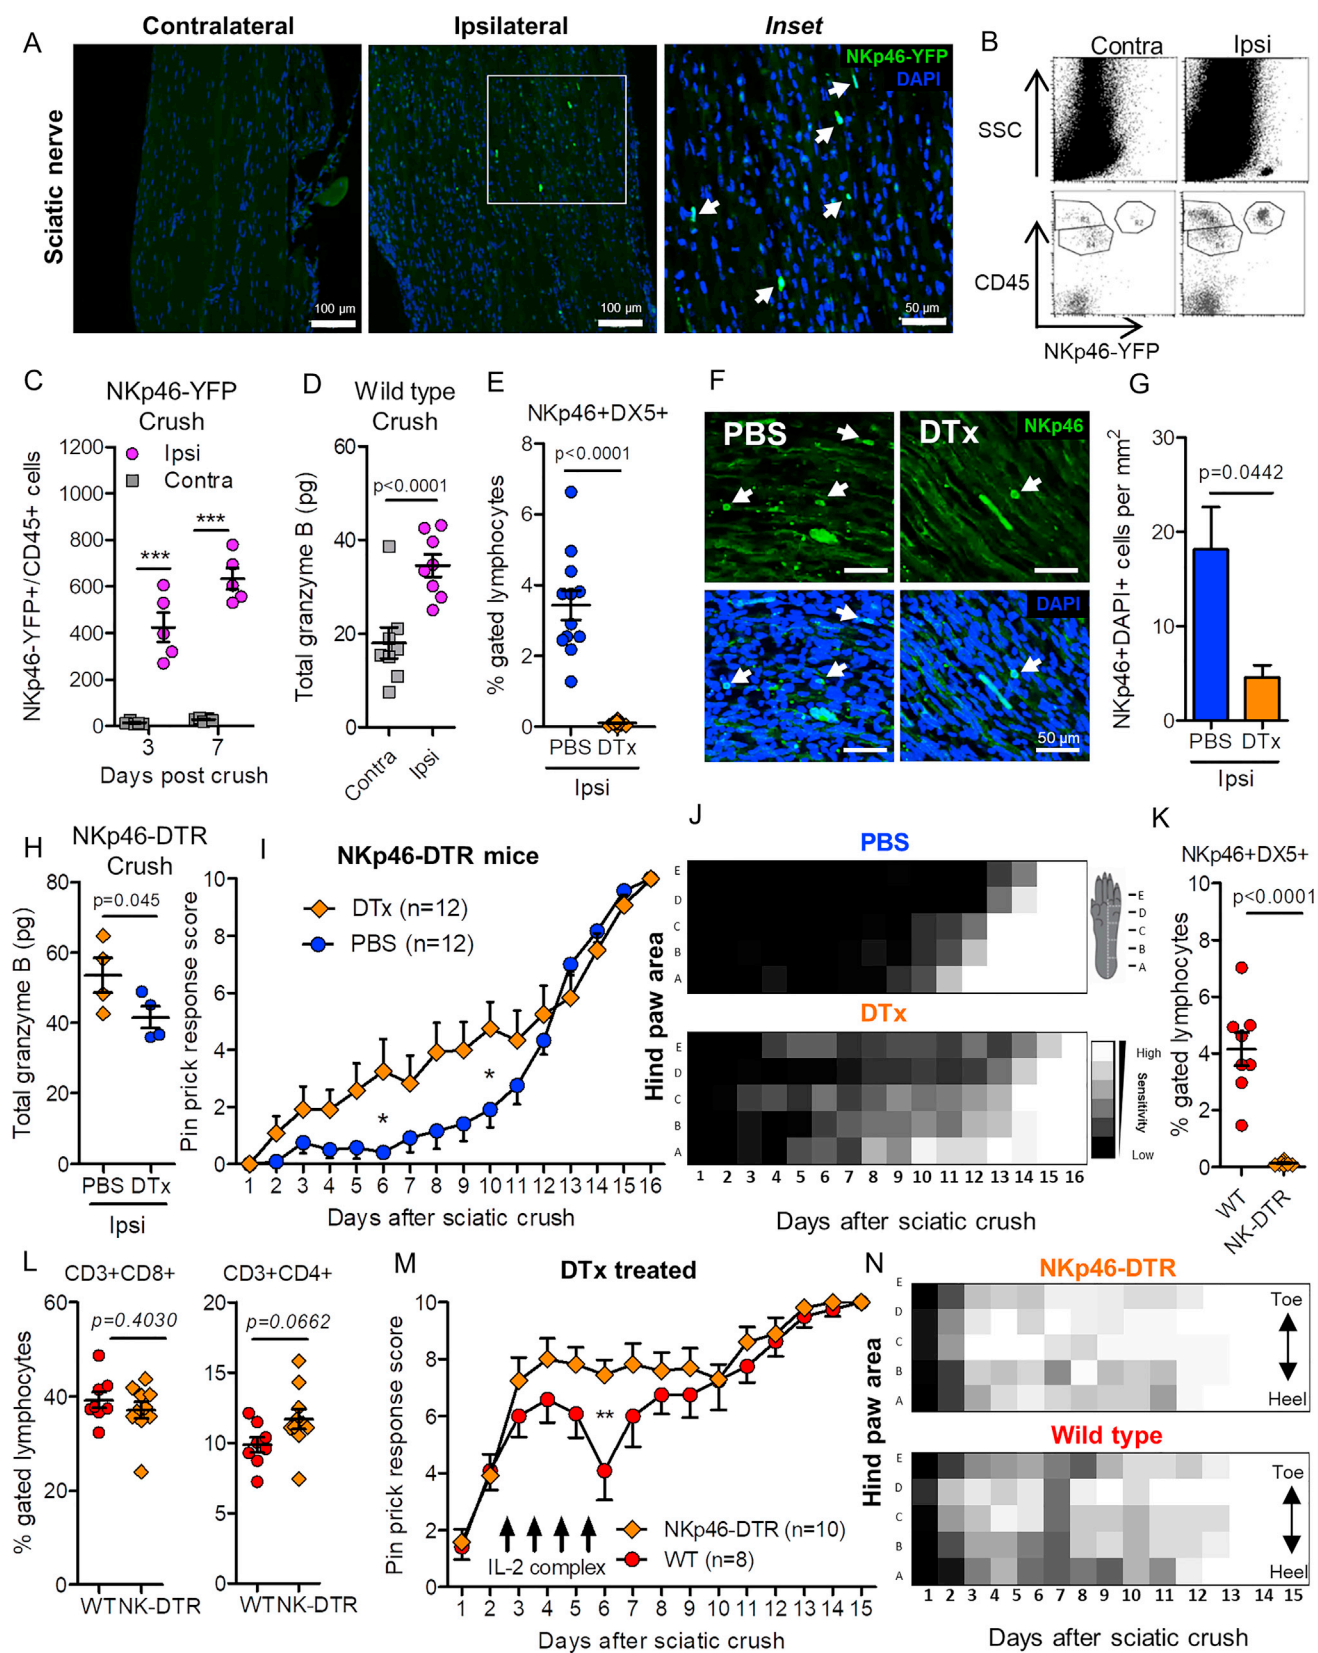 A
Contralateral
Ipsilateral
Inset
Sciatic nerve
NKp46-YFP
DAPI
100 µm
100 µm
50 µm
B
Contra
Ipsi
SSC
CD45
R2
R4
R2
R4
NKp46-YFP
C
NKp46-YFP
Crush
NKp46-YFP+/CD45+ cells
1200
1000
800
600
400
200
0
Ipsi
Contra
***
***
3
7
Days post crush
D
Wild type
Crush
Total granzyme B (pg)
60
40
20
0
p<0.0001
Contra
Ipsi
E
NKp46+DX5+
% gated lymphocytes
8
6
4
2
0
p<0.0001
PBS
DTx
Ipsi
F
PBS
DTx
NKp46
DAPI
50 µm
G
NKp46+DAPI+ cells per mm²
30
20
10
0
p=0.0442
PBS
DTx
Ipsi
H
NKp46-DTR
Crush
Total granzyme B (pg)
80
60
40
20
0
p=0.045
PBS DTx
Ipsi
I
NKp46-DTR mice
Pin prick response score
10
8
6
4
2
0
DTx (n=12)
PBS (n=12)
*
*
1 2 3 4 5 6 7 8 9 10 11 12 13 14 15 16
Days after sciatic crush
J
PBS
E
D
C
B
A
E
D
C
B
A
DTx
Hind paw area
E
D
C
B
A
High
Sensitivity
Low
1 2 3 4 5 6 7 8 9 10 11 12 13 14 15 16
Days after sciatic crush
K
NKp46+DX5+
% gated lymphocytes
10
8
6
4
2
0
p<0.0001
WT
NK-DTR
L
CD3+CD8+
% gated lymphocytes
60
40
20
0
p=0.4030
WT NK-DTR
CD3+CD4+
20
15
10
5
0
p=0.0662
WT NK-DTR
M
DTx treated
Pin prick response score
10
8
6
4
2
0
**
IL-2 complex
NKp46-DTR (n=10)
WT (n=8)
1 2 3 4 5 6 7 8 9 10 11 12 13 14 15
Days after sciatic crush
N
NKp46-DTR
Hind paw area
E
D
C
B
A
Toe
Heel
Wild type
E
D
C
B
A
Toe
Heel
1 2 3 4 5 6 7 8 9 10 11 12 13 14 15
Days after sciatic crush